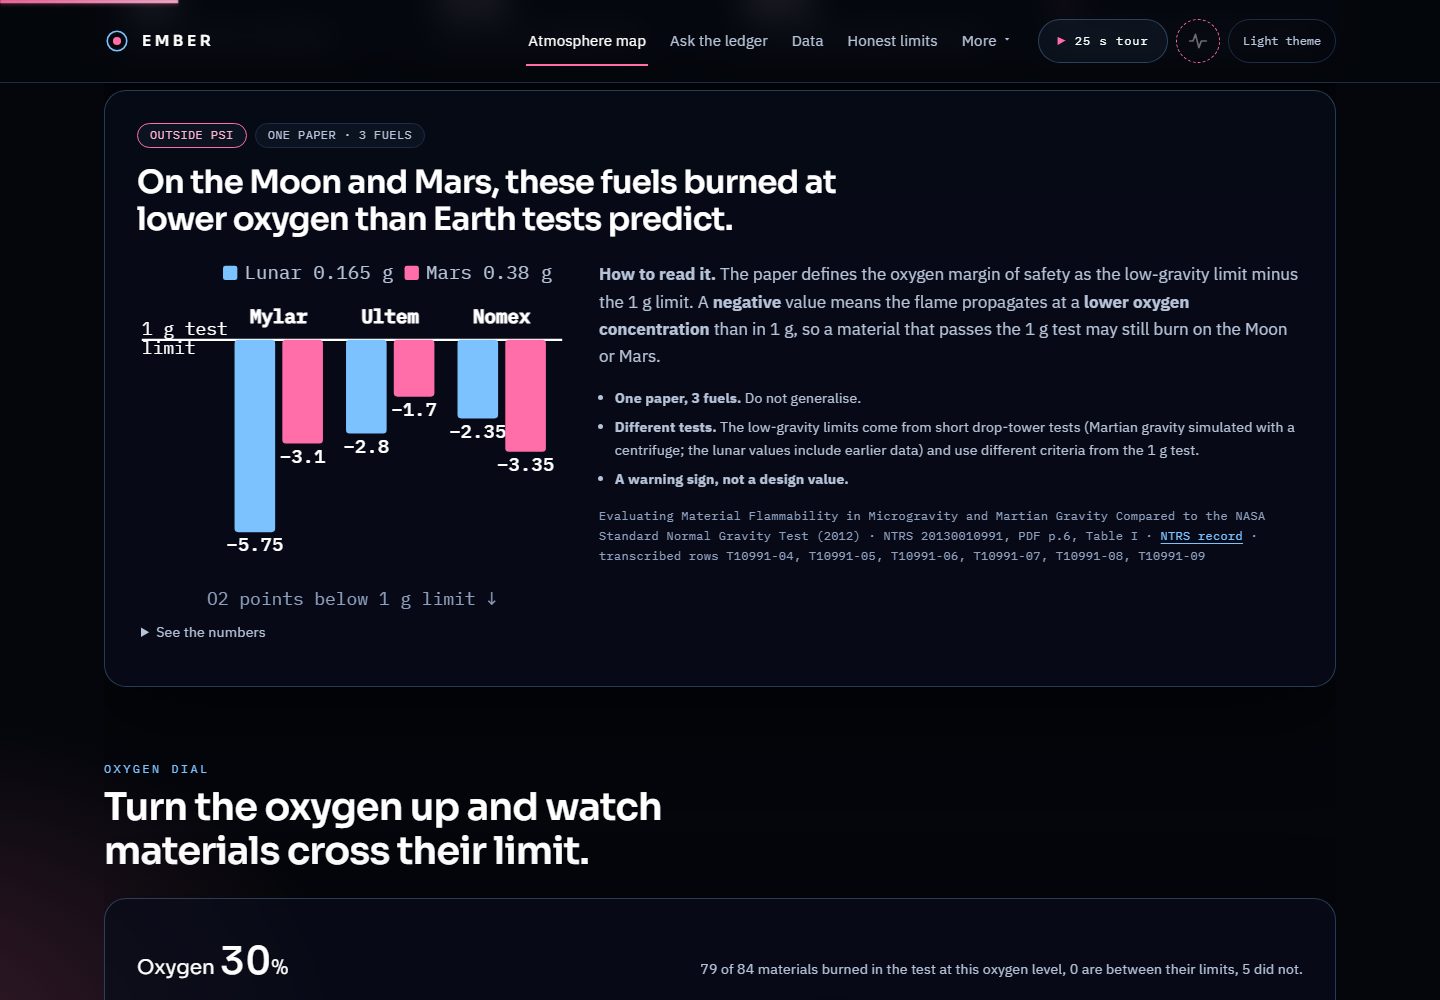 EMBER
Atmosphere map
Ask the ledger
Data
Honest limits
More
25 s tour
Light theme
OUTSIDE PSI
ONE PAPER · 3 FUELS
On the Moon and Mars, these fuels burned at
lower oxygen than Earth tests predict.
Lunar 0.165 g
Mars 0.38 g
Mylar
Ultem
Nomex
1 g test
limit
−5.75
−3.1
−2.8
−1.7
−2.35
−3.35
O2 points below 1 g limit ↓
See the numbers
How to read it. The paper defines the oxygen margin of safety as the low-gravity limit minus
the 1 g limit. A negative value means the flame propagates at a lower oxygen
concentration than in 1 g, so a material that passes the 1 g test may still burn on the Moon
or Mars.
One paper, 3 fuels. Do not generalise.
Different tests. The low-gravity limits come from short drop-tower tests (Martian gravity simulated with a
centrifuge; the lunar values include earlier data) and use different criteria from the 1 g test.
A warning sign, not a design value.
Evaluating Material Flammability in Microgravity and Martian Gravity Compared to the NASA
Standard Normal Gravity Test (2012) · NTRS 20130010991, PDF p.6, Table I · NTRS record ·
transcribed rows T10991-04, T10991-05, T10991-06, T10991-07, T10991-08, T10991-09
OXYGEN DIAL
Turn the oxygen up and watch
materials cross their limit.
Oxygen 30%
79 of 84 materials burned in the test at this oxygen level, 0 are between their limits, 5 did not.